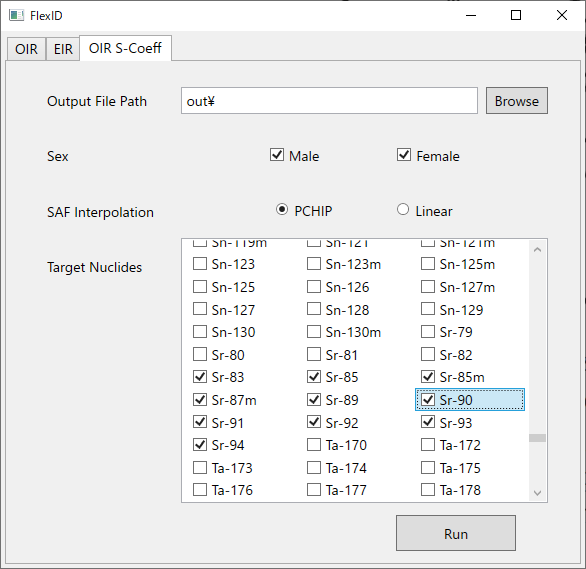 FlexID
OIR EIR OIR S-Coeff
Output File Path out¥ Browse
Sex Male Female
SAF Interpolation PCHIP Linear
Target Nuclides
Sn-119m Sn-121 Sn-121m
Sn-123 Sn-123m Sn-125m
Sn-125 Sn-126 Sn-127m
Sn-127 Sn-128 Sn-129
Sn-130 Sn-130m Sr-79
Sr-80 Sr-81 Sr-82
Sr-83 Sr-85 Sr-85m
Sr-87m Sr-89 Sr-90
Sr-91 Sr-92 Sr-93
Sr-94 Ta-170 Ta-172
Ta-173 Ta-174 Ta-175
Ta-176 Ta-177 Ta-178
Run